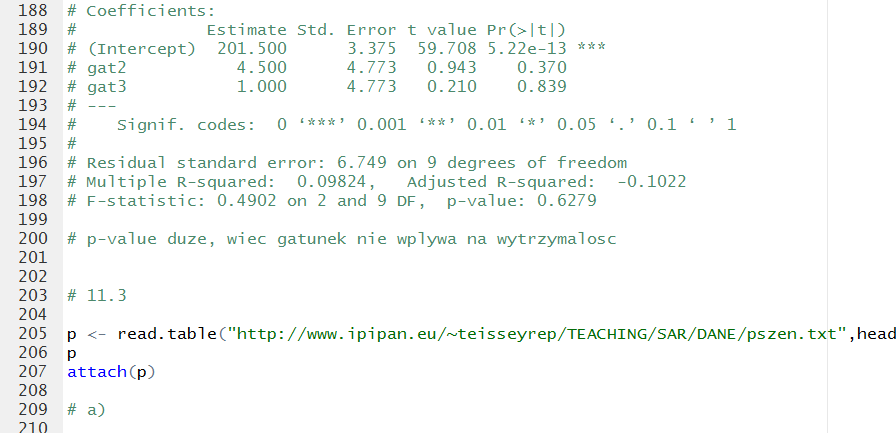 188 # Coefficients:
189 #              Estimate Std. Error t value Pr(>|t|)
190 # (Intercept)  201.500      3.375  59.708 5.22e-13 ***
191 # gat2           4.500      4.773   0.943    0.370
192 # gat3           1.000      4.773   0.210    0.839
193 # ---
194 #    Signif. codes:  0 ‘***’ 0.001 ‘**’ 0.01 ‘*’ 0.05 ‘.’ 0.1 ‘ ’ 1
195 #
196 # Residual standard error: 6.749 on 9 degrees of freedom
197 # Multiple R-squared:  0.09824,   Adjusted R-squared:  -0.1022
198 # F-statistic: 0.4902 on 2 and 9 DF,  p-value: 0.6279
199
200 # p-value duze, wiec gatunek nie wplywa na wytrzymalosc
201
202
203 # 11.3
204
205 p <- read.table("http://www.ipipan.eu/~teisseyrep/TEACHING/SAR/DANE/pszen.txt",head
206 p
207 attach(p)
208
209 # a)
210